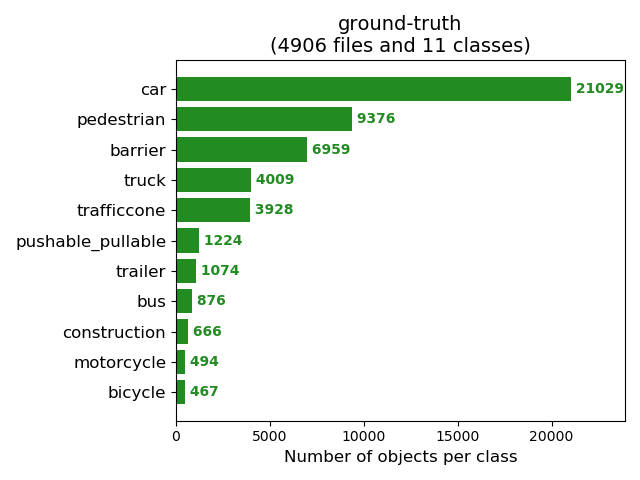 ground-truth
(4906 files and 11 classes)
car 21029
pedestrian 9376
barrier 6959
truck 4009
trafficcone 3928
pushable_pullable 1224
trailer 1074
bus 876
construction 666
motorcycle 494
bicycle 467
0 5000 10000 15000 20000
Number of objects per class